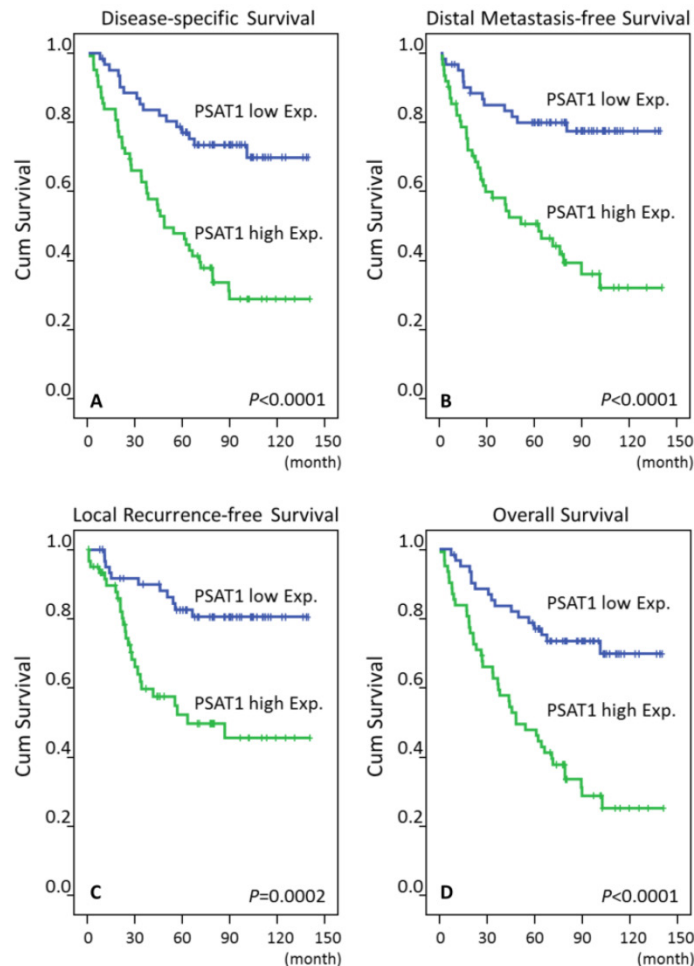 Disease-specific Survival
Cum Survival
1.0
0.8
0.6
0.4
0.2
0.0
PSAT1 low Exp.
PSAT1 high Exp.
A
P<0.0001
0 30 60 90 120 150
(month)
Distal Metastasis-free Survival
Cum Survival
1.0
0.8
0.6
0.4
0.2
0.0
PSAT1 low Exp.
PSAT1 high Exp.
B
P<0.0001
0 30 60 90 120 150
(month)
Local Recurrence-free Survival
Cum Survival
1.0
0.8
0.6
0.4
0.2
0.0
PSAT1 low Exp.
PSAT1 high Exp.
C
P=0.0002
0 30 60 90 120 150
(month)
Overall Survival
Cum Survival
1.0
0.8
0.6
0.4
0.2
0.0
PSAT1 low Exp.
PSAT1 high Exp.
D
P<0.0001
0 30 60 90 120 150
(month)